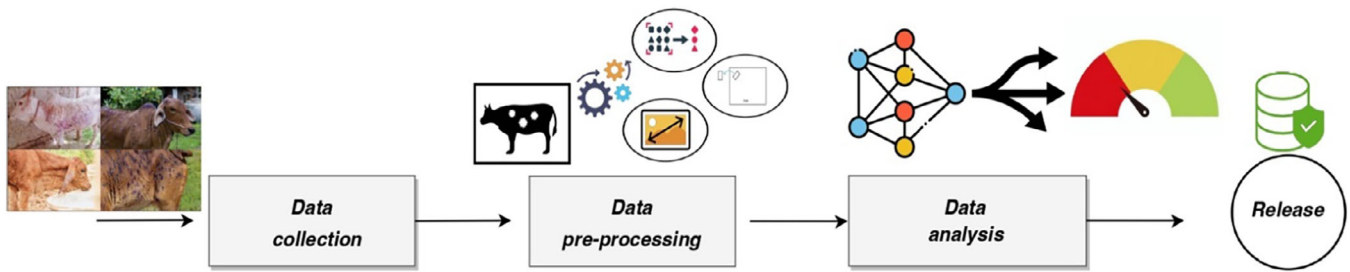 Data
collection
Data
pre-processing
Data
analysis
Release